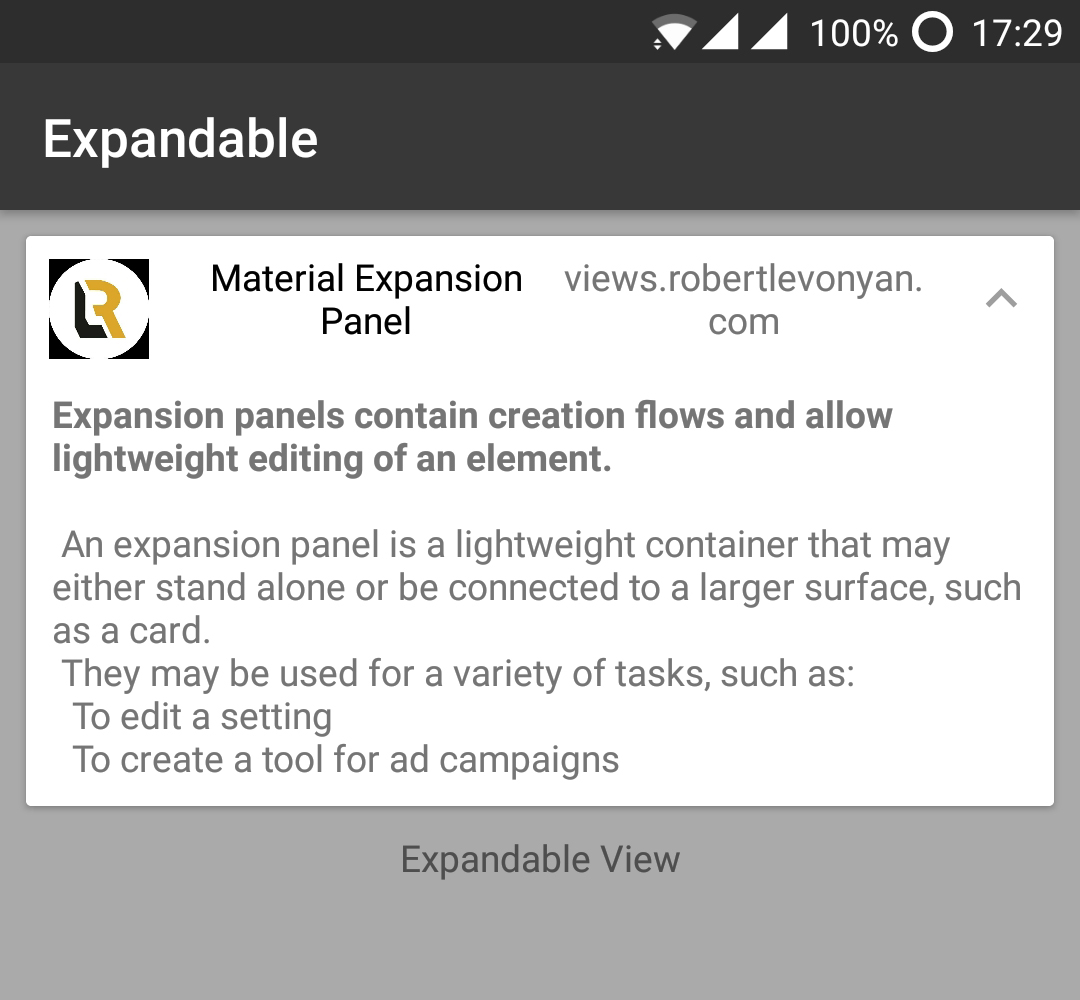 100% 17:29
Expandable
LR
Material Expansion
Panel
views.robertlevonyan.
com
Expansion panels contain creation flows and allow
lightweight editing of an element.
An expansion panel is a lightweight container that may
either stand alone or be connected to a larger surface, such
as a card.
They may be used for a variety of tasks, such as:
To edit a setting
To create a tool for ad campaigns
Expandable View